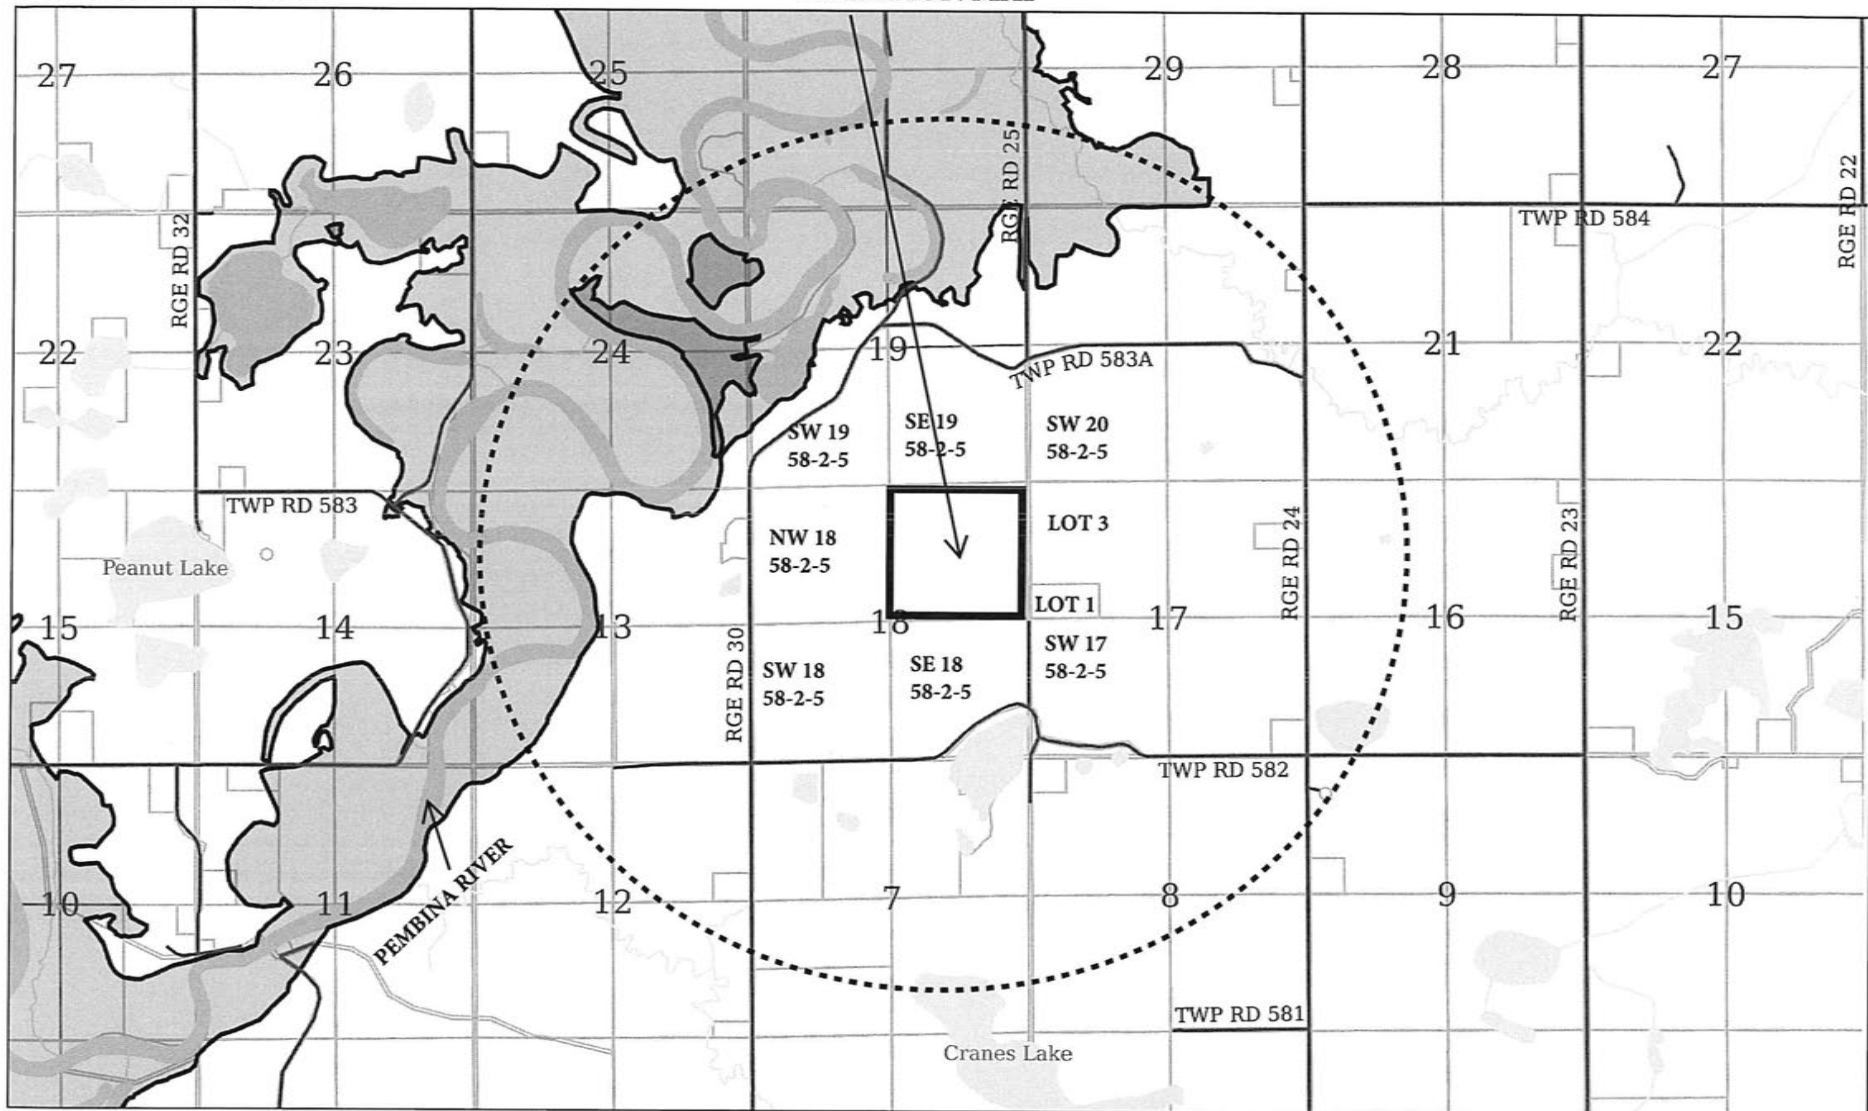 27
26
25
29
28
27
RGE RD 25
RGE RD 22
RGE RD 32
TWP RD 584
22
23
24
19
21
22
TWP RD 583A
SW 19
58-2-5
SE 19
58-2-5
SW 20
58-2-5
TWP RD 583
NW 18
58-2-5
LOT 3
RGE RD 24
RGE RD 23
Peanut Lake
LOT 1
15
14
13
18
17
16
15
RGE RD 30
SW 18
58-2-5
SE 18
58-2-5
SW 17
58-2-5
TWP RD 582
PEMBINA RIVER
10
11
12
7
8
9
10
TWP RD 581
Cranes Lake